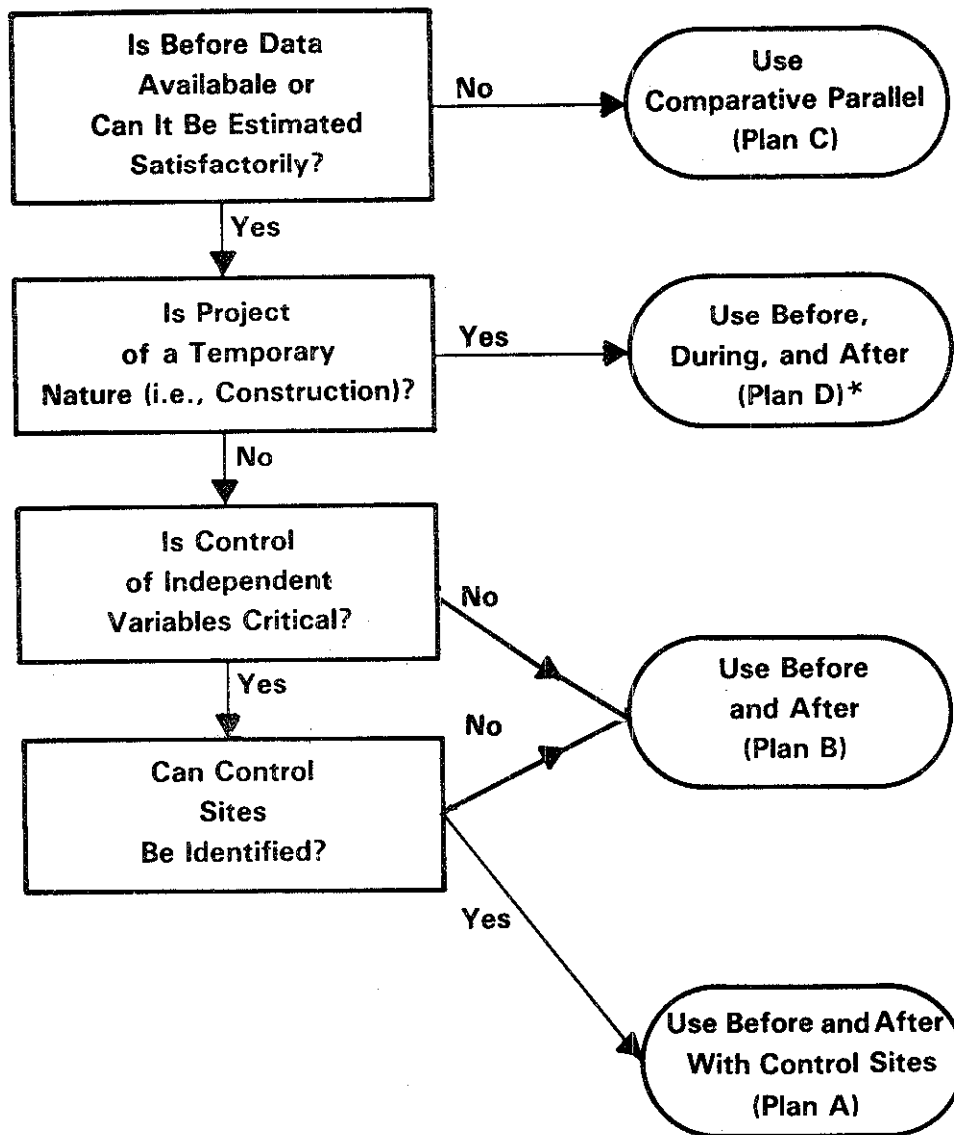 Is Before Data
Availabale or
Can It Be Estimated
Satisfactorily?
No
Use
Comparative Parallel
(Plan C)
Yes
Is Project
of a Temporary
Nature (i.e., Construction)?
Yes
Use Before,
During, and After
(Plan D)*
No
Is Control
of Independent
Variables Critical?
No
Use Before
and After
(Plan B)
Yes
No
Can Control
Sites
Be Identified?
Yes
Use Before and After
With Control Sites
(Plan A)